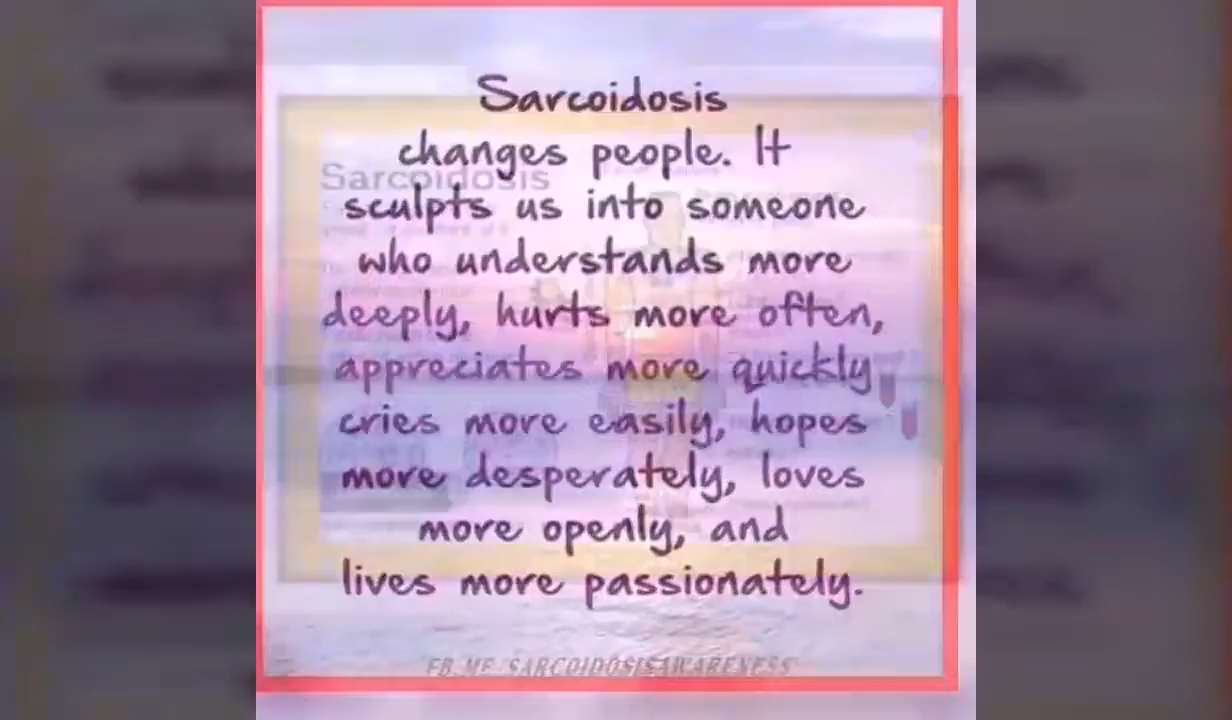 Sarcoidosis
changes people. It
Sarcoidosis
sculpts us into someone
who understands more
deeply, hurts more often,
appreciates more quickly
cries more easily, hopes
more desperately, loves
more openly, and
lives more passionately.
FB.ME/SARCOIDOSISAWARENESS